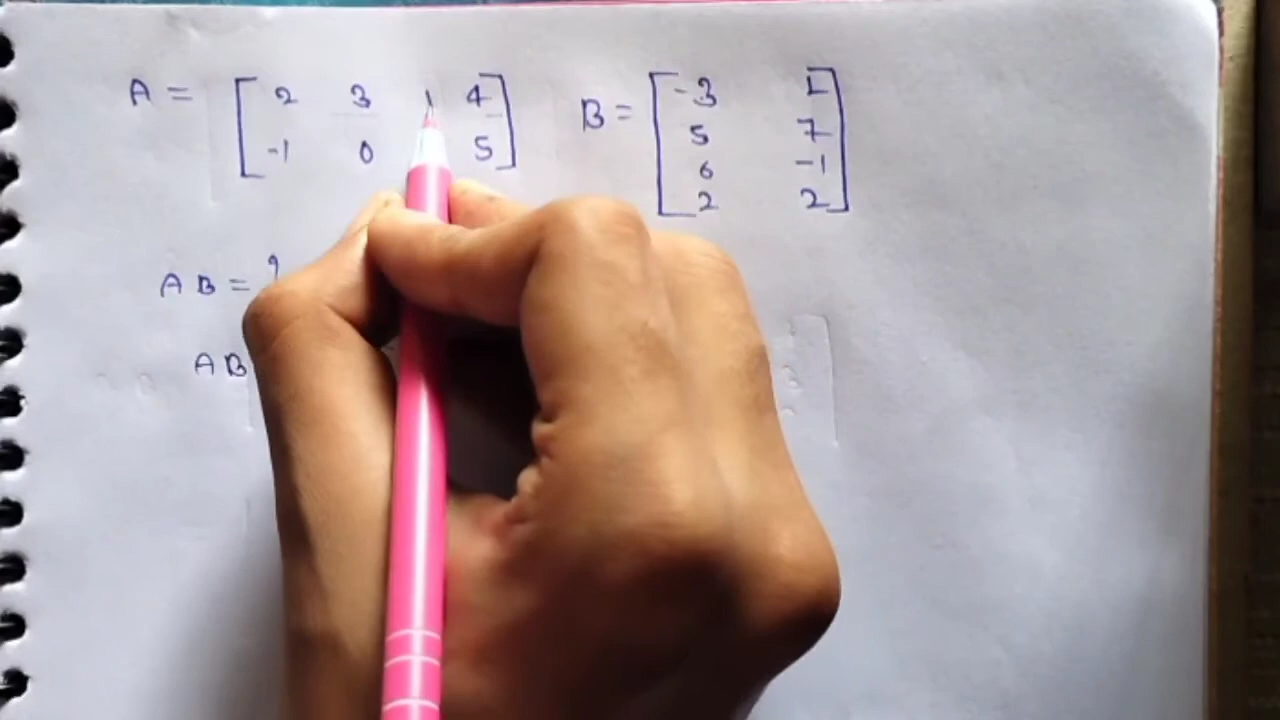 A = [ 2 3 1 4 B = [ -3 1 ]
-1 0 5 ] 5 7
6 -1
2 2 ]
AB =
AB